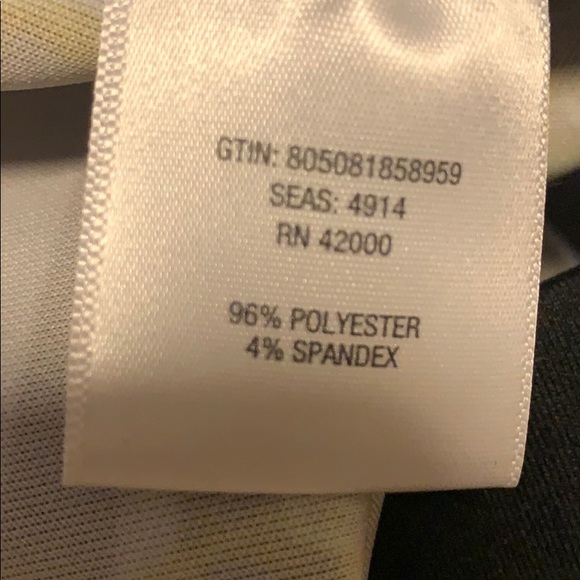 GTIN: 805081858959
SEAS: 4914
RN 42000
96% POLYESTER
4% SPANDEX